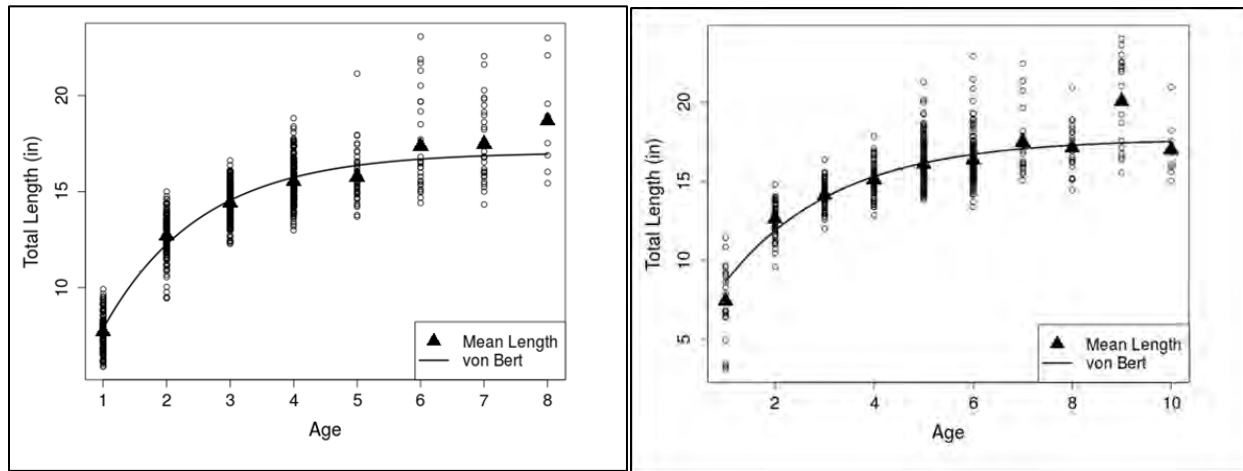 Total Length (in)
20
15
10
1 2 3 4 5 6 7 8
Age
Mean Length
von Bert
Total Length (in)
20
15
10
5
2 4 6 8 10
Age
Mean Length
von Bert